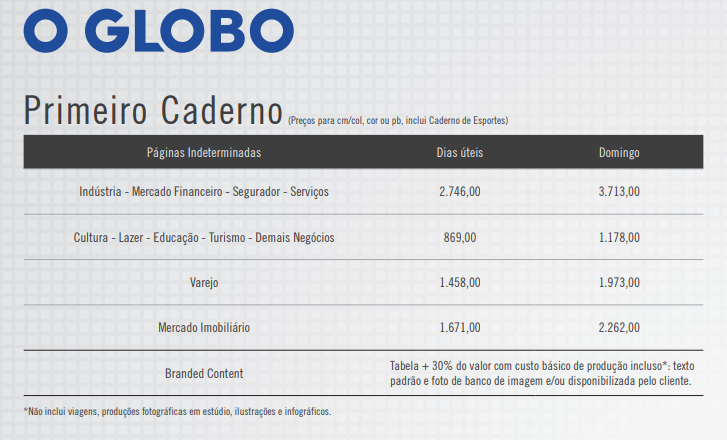 O GLOBO
Primeiro Caderno (Preços para cm/col, cor ou pb, inclui Caderno de Esportes)
Páginas Indeterminadas Dias úteis Domingo
Indústria - Mercado Financeiro - Segurador - Serviços 2.746,00 3.713,00
Cultura - Lazer - Educação - Turismo - Demais Negócios 869,00 1.178,00
Varejo 1.458,00 1.973,00
Mercado Imobiliário 1.671,00 2.262,00
Branded Content Tabela + 30% do valor com custo básico de produção incluso*: texto
padrão e foto de banco de imagem e/ou disponibilizada pelo cliente.
*Não inclui viagens, produções fotográficas em estúdio, ilustrações e infográficos.